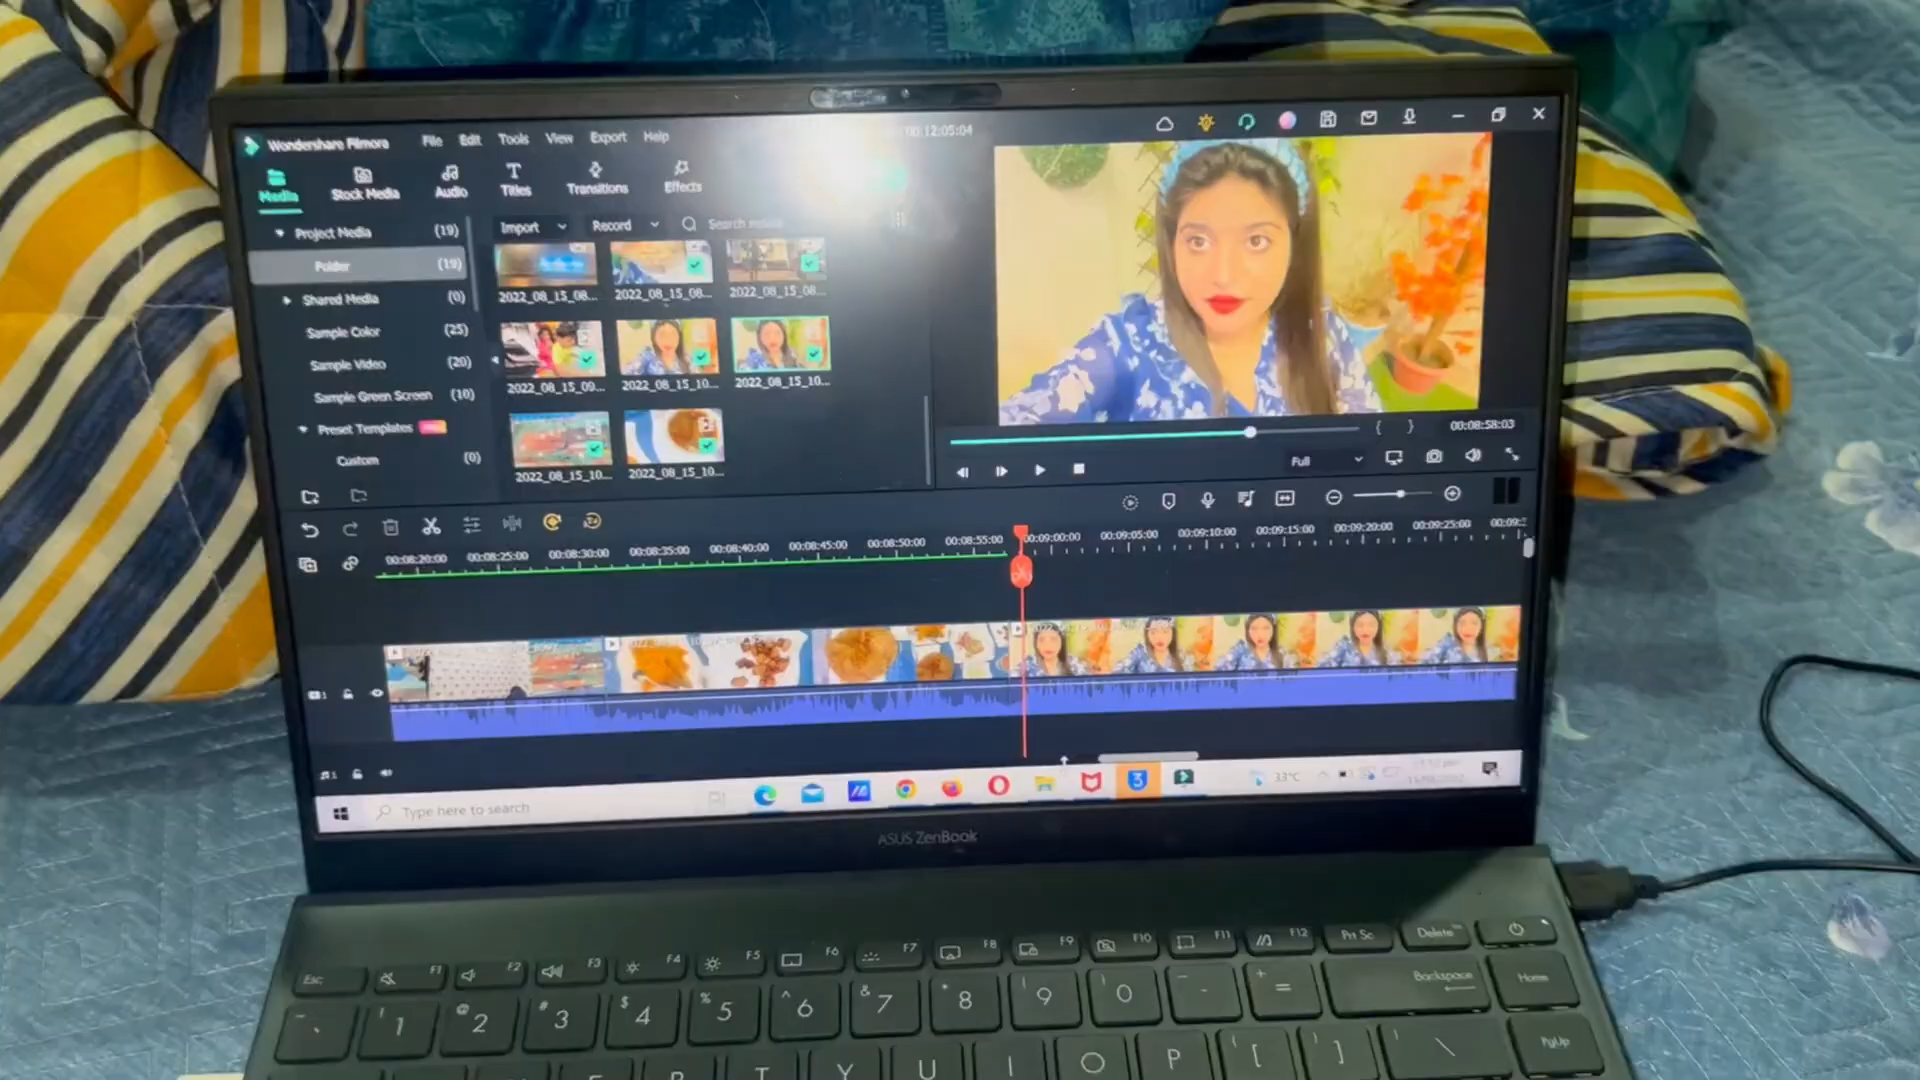 Wondershare Filmora File Edit Tools View Export Help
00:12:05:04
Media Stock Media Audio Titles Transitions Effects
Project Media (19)
Import Record Search
Folder (19)
Shared Media (0)
Sample Color (25)
Sample Video (20)
Sample Green Screen (10)
Preset Templates
Custom (0)
2022_08_15_08... 2022_08_15_08... 2022_08_15_08...
2022_08_15_09... 2022_08_15_10... 2022_08_15_10...
2022_08_15_10... 2022_08_15_10...
00:08:58:03
Full
00:08:20:00 00:08:25:00 00:08:30:00 00:08:35:00 00:08:40:00 00:08:45:00 00:08:50:00 00:08:55:00 00:09:00:00 00:09:05:00 00:09:10:00 00:09:15:00 00:09:20:00 00:09:25:00
Type here to search
33°C
ASUS ZenBook
Esc F1 F2 F3 F4 F5 F6 F7 F8 F9 F10 F11 F12 Prt Sc Delete
! 1 @ 2 # 3 $ 4 % 5 ^ 6 & 7 * 8 ( 9 ) 0 - + = Backspace Home
T Y U I O P { [ } ] \ PgUp